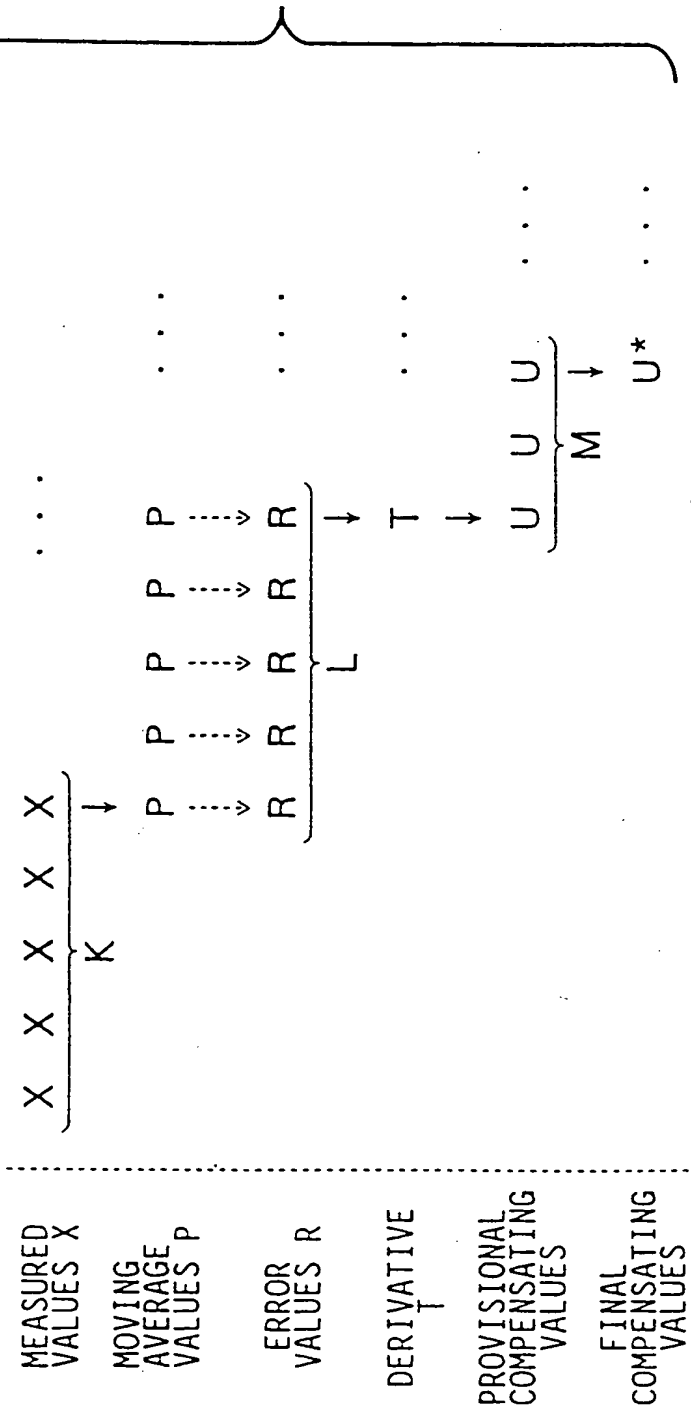 MEASURED
VALUES X
X X X X X ...
K
↓
MOVING
AVERAGE
VALUES P
P P P P P ...
ERROR
VALUES R
R R R R R ...
L
↓
DERIVATIVE
T
T ...
↓
PROVISIONAL
COMPENSATING
VALUES
U U U ...
M
↓
FINAL
COMPENSATING
VALUES
U* ...